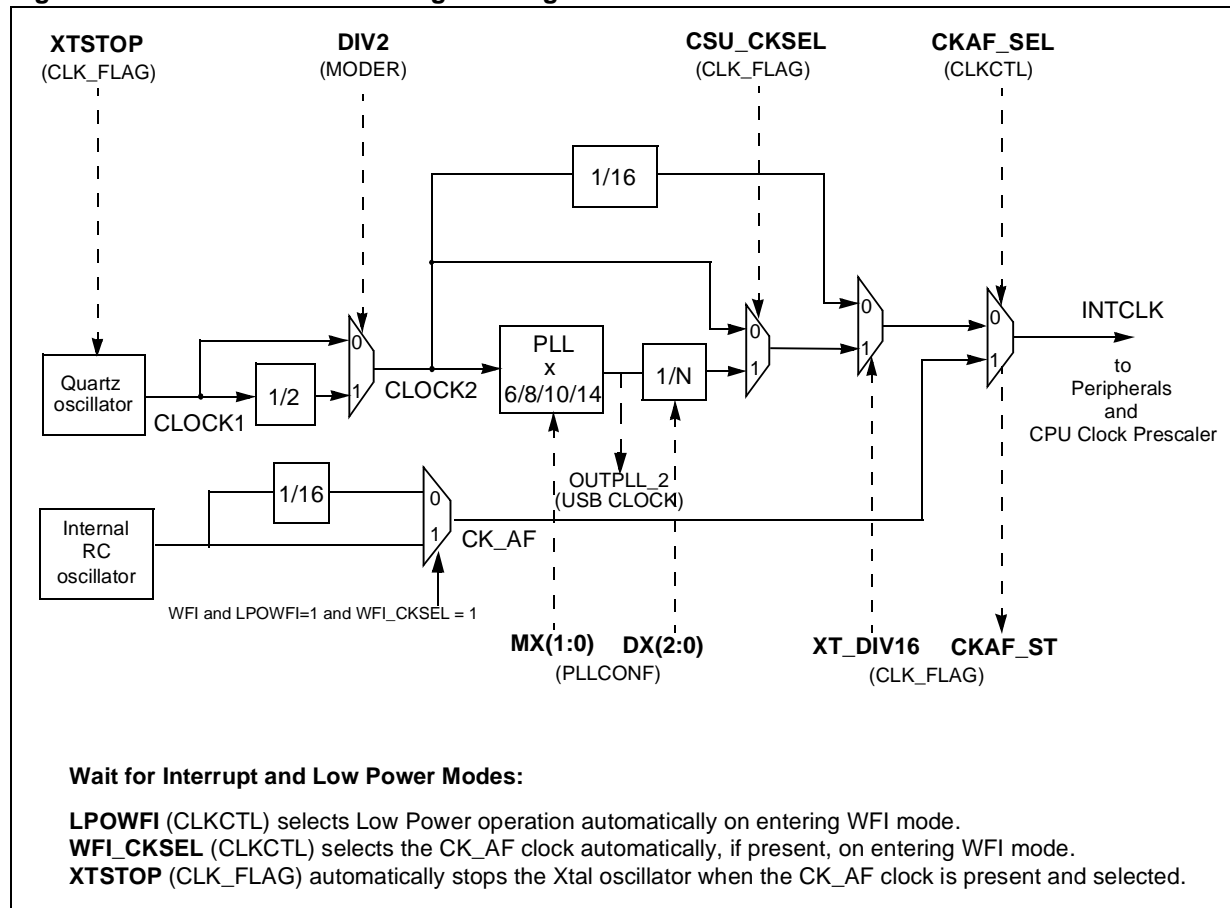 XTSTOP
(CLK_FLAG)
DIV2
(MODER)
CSU_CKSEL
(CLK_FLAG)
CKAF_SEL
(CLKCTL)
1/16
Quartz
oscillator
CLOCK1
1/2
0
1
CLOCK2
PLL
x
6/8/10/14
1/N
0
1
0
1
0
1
INTCLK
to
Peripherals
and
CPU Clock Prescaler
OUTPLL_2
(USB CLOCK)
Internal
RC
oscillator
1/16
0
1
CK_AF
WFI and LPOWFI=1 and WFI_CKSEL = 1
MX(1:0)
DX(2:0)
(PLLCONF)
XT_DIV16
CKAF_ST
(CLK_FLAG)
Wait for Interrupt and Low Power Modes:
LPOWFI (CLKCTL) selects Low Power operation automatically on entering WFI mode.
WFI_CKSEL (CLKCTL) selects the CK_AF clock automatically, if present, on entering WFI mode.
XTSTOP (CLK_FLAG) automatically stops the Xtal oscillator when the CK_AF clock is present and selected.